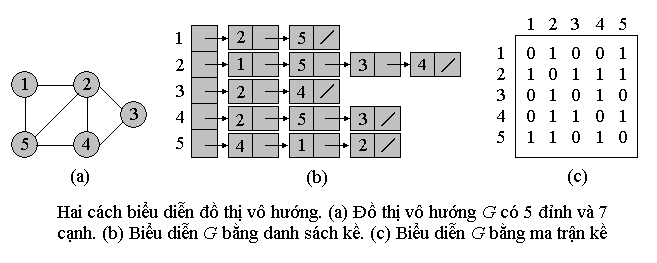 1 2 3 4 5
1 2 5
2 1 5 3 4
3 2 4
4 2 5 3
5 4 1 2
1 0 1 0 0 1
2 1 0 1 1 1
3 0 1 0 1 0
4 0 1 1 0 1
5 1 1 0 1 0
1 2
3
5 4
(a) (b) (c)
Hai cách biểu diễn đồ thị vô hướng. (a) Đồ thị vô hướng G có 5 đỉnh và 7
cạnh. (b) Biểu diễn G bằng danh sách kề. (c) Biểu diễn G bằng ma trận kề